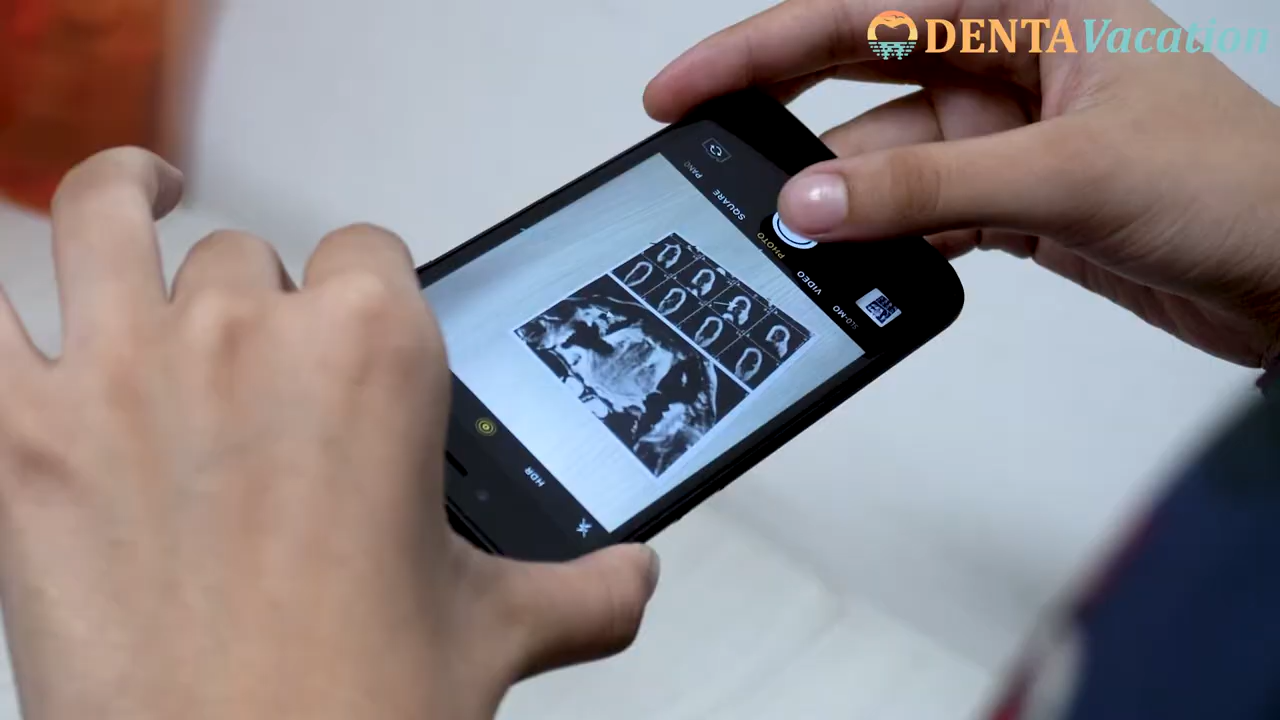 DENTAVacation
PANO
SQUARE
PHOTO
VIDEO
SLO-MO
HDR